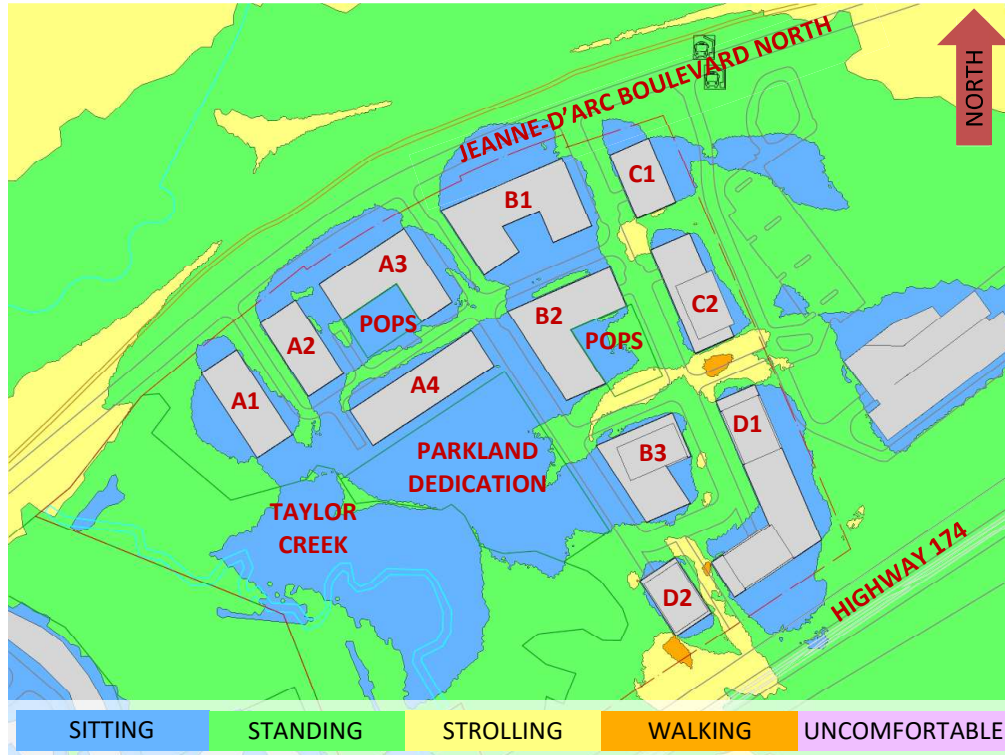 JEANNE-D'ARC BOULEVARD NORTH
NORTH
C1
B1
A3
C2
B2
POPS
POPS
A2
A4
A1
D1
B3
PARKLAND
DEDICATION
TAYLOR
CREEK
HIGHWAY 174
D2
SITTING
STANDING
STROLLING
WALKING
UNCOMFORTABLE